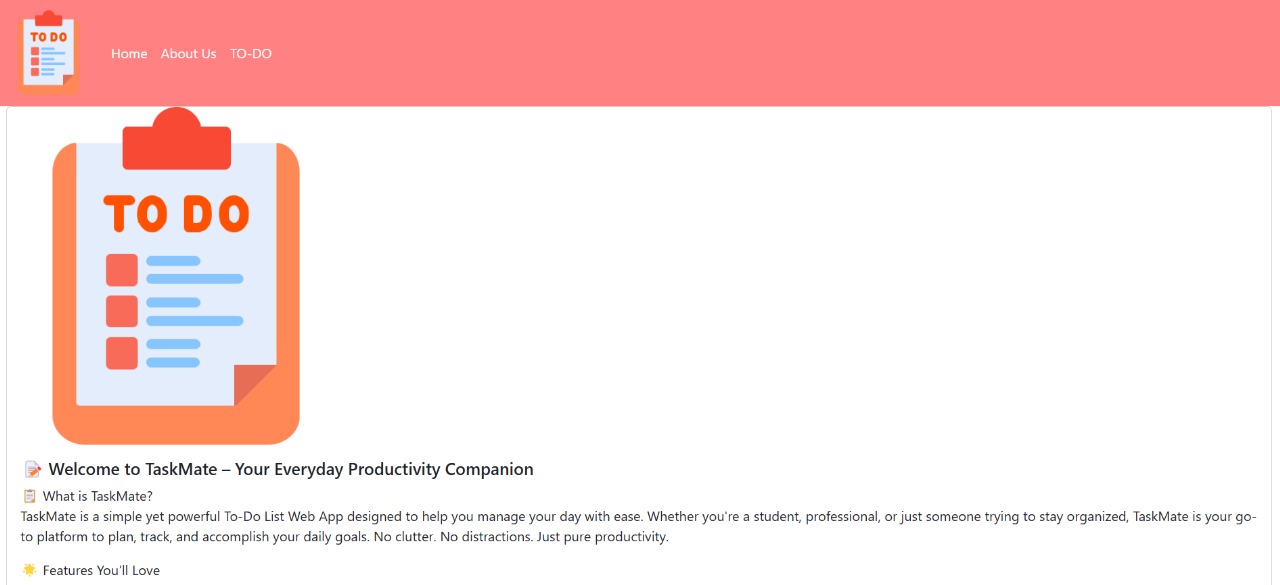 TO DO
Home About Us TO-DO
TO DO
📝 Welcome to TaskMate – Your Everyday Productivity Companion
📋 What is TaskMate?
TaskMate is a simple yet powerful To-Do List Web App designed to help you manage your day with ease. Whether you're a student, professional, or just someone trying to stay organized, TaskMate is your go-
to platform to plan, track, and accomplish your daily goals. No clutter. No distractions. Just pure productivity.
🌟 Features You'll Love